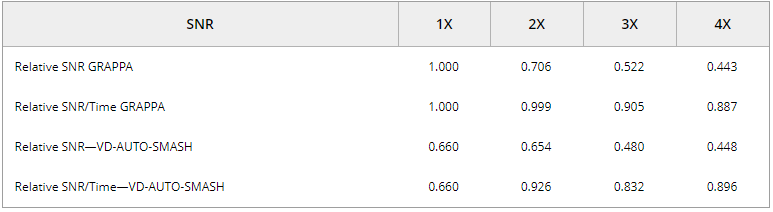 SNR 1X 2X 3X 4X
Relative SNR GRAPPA 1.000 0.706 0.522 0.443
Relative SNR/Time GRAPPA 1.000 0.999 0.905 0.887
Relative SNR—VD-AUTO-SMASH 0.660 0.654 0.480 0.448
Relative SNR/Time—VD-AUTO-SMASH 0.660 0.926 0.832 0.896